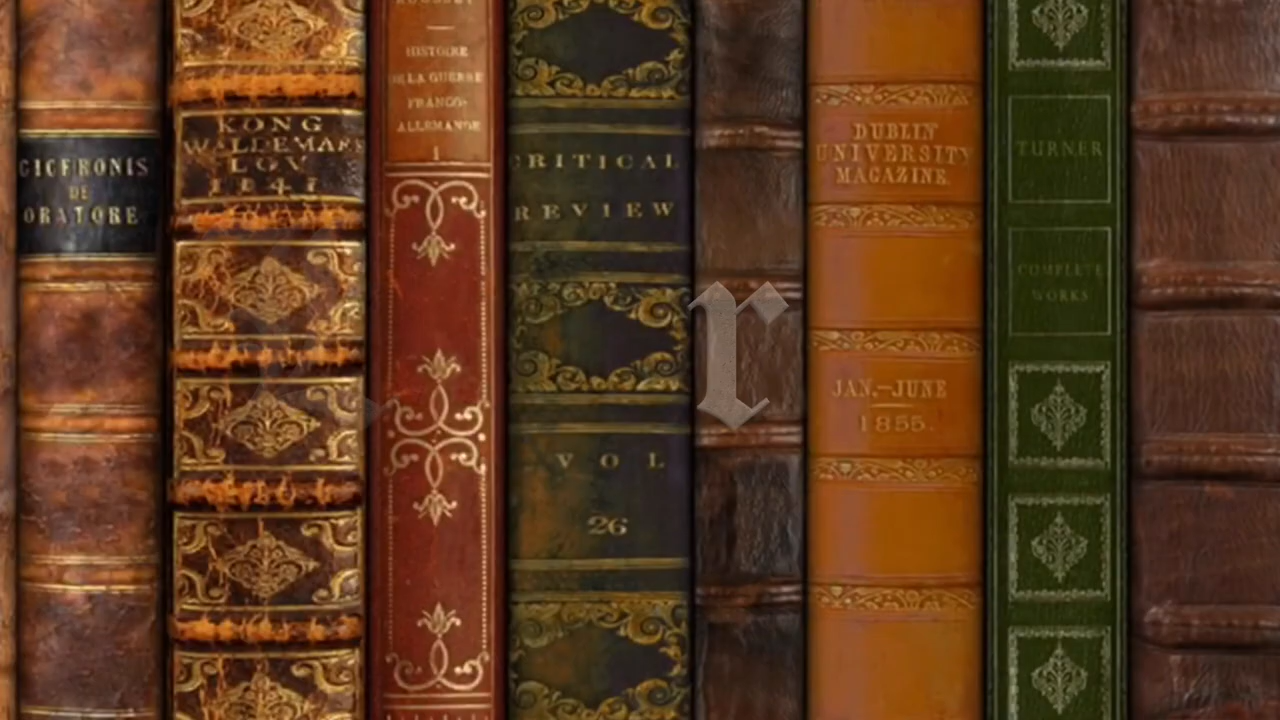 CICERONIS
DE
ORATORE
KONG
WALDEMARS
LOV
1147
HISTOIRE
DE LA GUERRE
FRANCO-
ALLEMANDE
1
CRITICAL
REVIEW
VOL
26
r
DUBLIN
UNIVERSITY
MAGAZINE.
JAN.–JUNE
1855.
TURNER
COMPLETE
WORKS